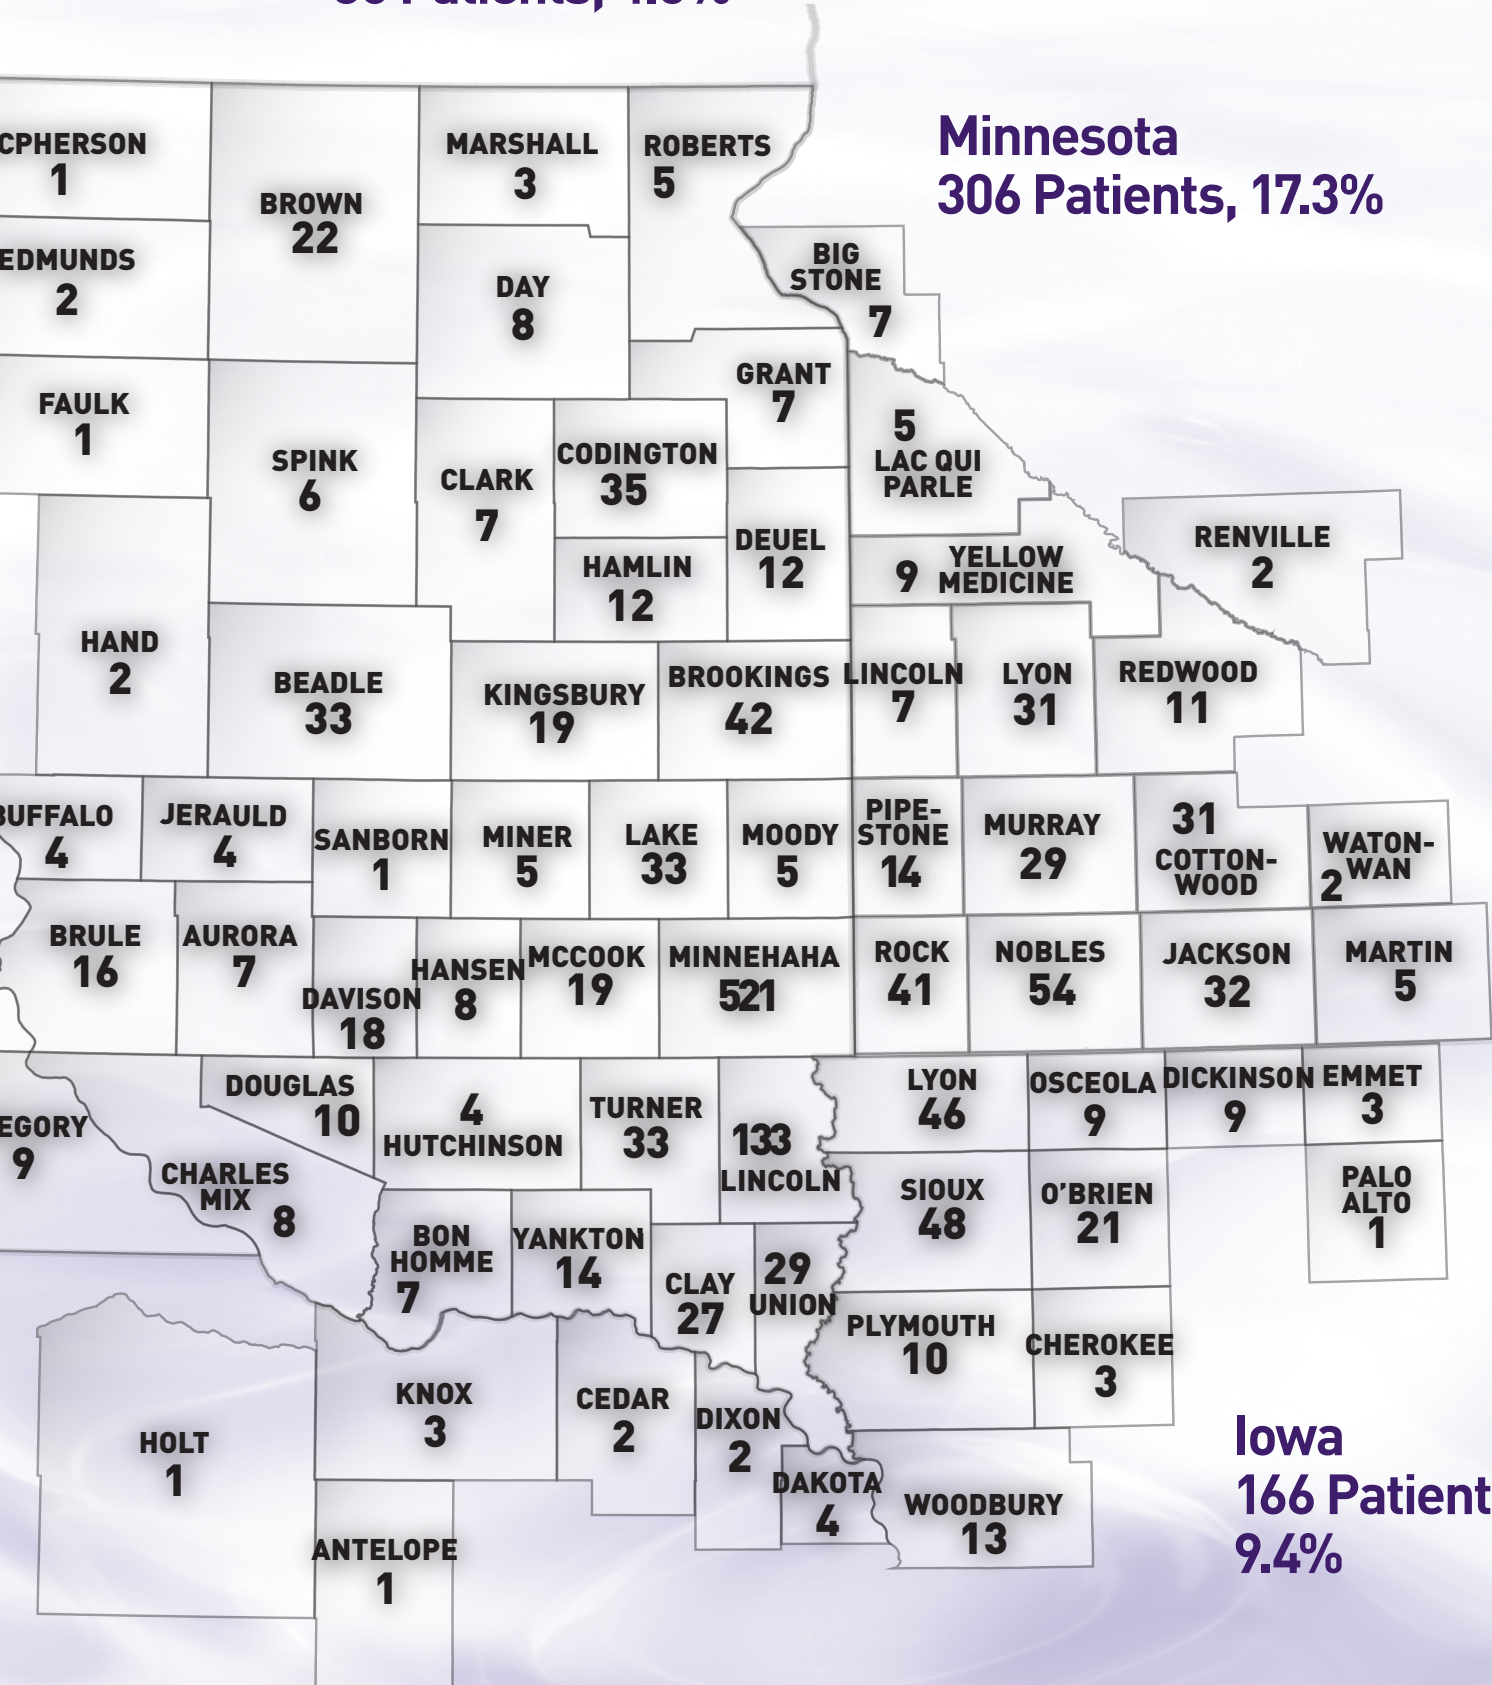 CPHERSON
1
BROWN
22
MARSHALL
3
ROBERTS
5
Minnesota
306 Patients, 17.3%
EDMUNDS
2
DAY
8
BIG
STONE
7
FAULK
1
SPINK
6
CLARK
7
CODINGTON
35
GRANT
7
5
LAC QUI
PARLE
HAMLIN
12
DEUEL
12
9 YELLOW
MEDICINE
RENVILLE
2
HAND
2
BEADLE
33
KINGSBURY
19
BROOKINGS
42
LINCOLN
7
LYON
31
REDWOOD
11
BUFFALO
4
JERAULD
4
SANBORN
1
MINER
5
LAKE
33
MOODY
5
PIPE-
STONE
14
MURRAY
29
31
COTTON-
WOOD
WATON-
WAN
2
BRULE
16
AURORA
7
DAVISON
18
HANSEN
8
MCCOOK
19
MINNEHAHA
521
ROCK
41
NOBLES
54
JACKSON
32
MARTIN
5
EGORY
9
DOUGLAS
10
CHARLES
MIX
8
4
HUTCHINSON
TURNER
33
133
LINCOLN
LYON
46
OSCEOLA
9
DICKINSON
9
EMMET
3
BON
HOMME
7
YANKTON
14
CLAY
27
29
UNION
SIOUX
48
O'BRIEN
21
PALO
ALTO
1
PLYMOUTH
10
CHEROKEE
3
HOLT
1
KNOX
3
CEDAR
2
DIXON
2
DAKOTA
4
WOODBURY
13
ANTELOPE
1
Iowa
166 Patient
9.4%